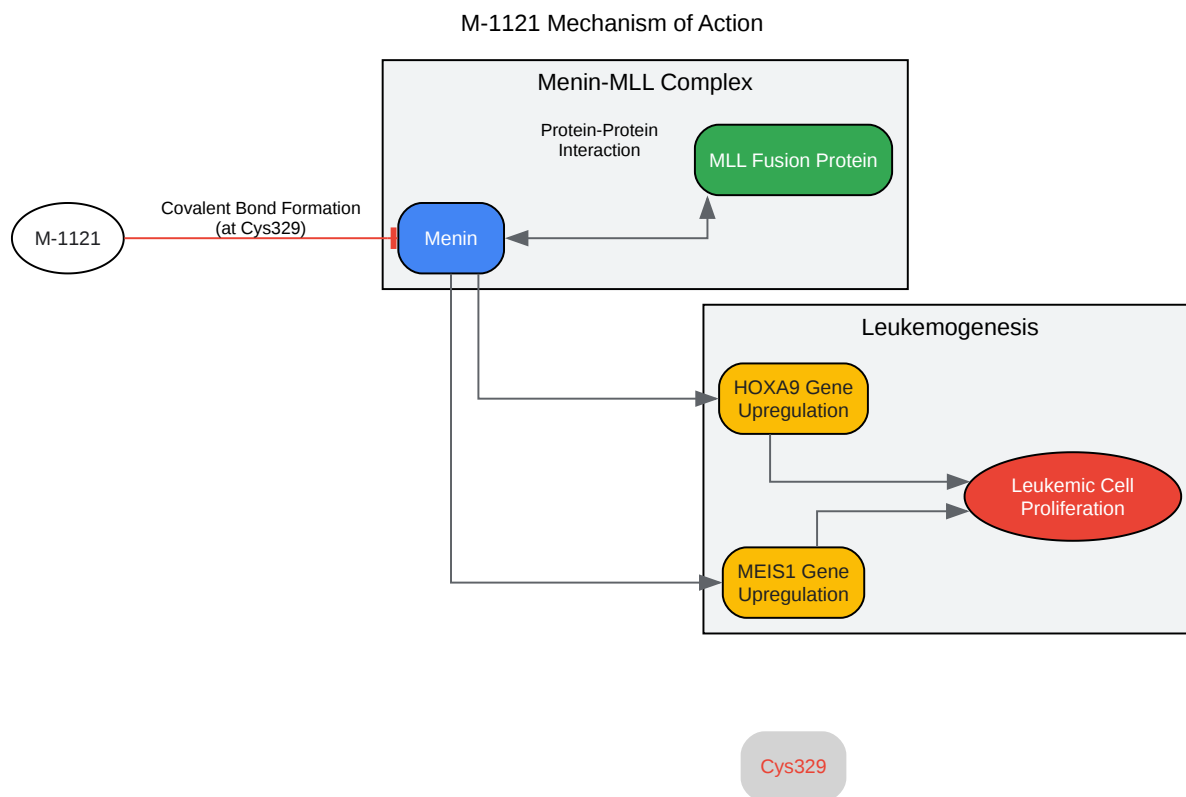 M-1121 Mechanism of Action
Menin-MLL Complex
Protein-Protein
Interaction
MLL Fusion Protein
Covalent Bond Formation
(at Cys329)
M-1121
Menin
Leukemogenesis
HOXA9 Gene
Upregulation
Leukemic Cell
Proliferation
MEIS1 Gene
Upregulation
Cys329